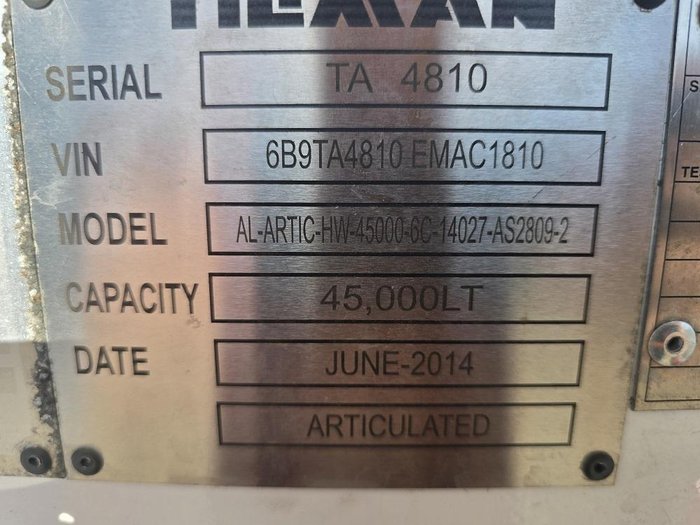 SERIAL TA 4810
VIN 6B9TA4810 EMAC1810
MODEL AL-ARTIC-HW-45000-6C-14027-AS2809-2
CAPACITY 45,000LT
DATE JUNE-2014
ARTICULATED